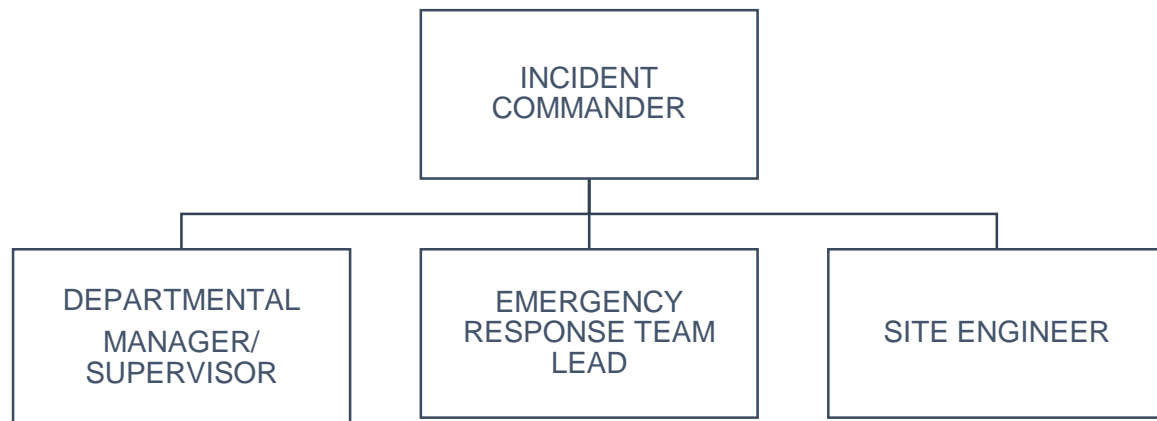 INCIDENT
COMMANDER
DEPARTMENTAL
MANAGER/
SUPERVISOR
EMERGENCY
RESPONSE TEAM
LEAD
SITE ENGINEER